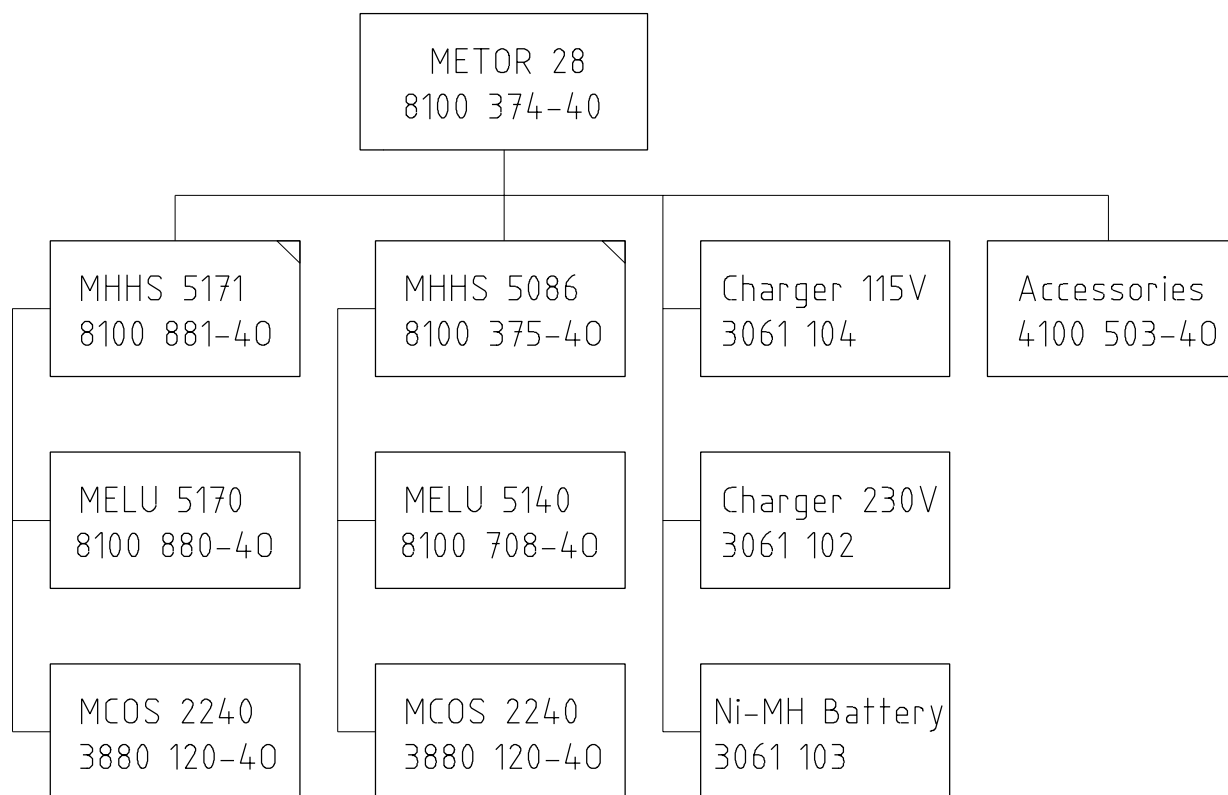 METOR 28
8100 374-40
MHHS 5171
8100 881-40
MHHS 5086
8100 375-40
Charger 115V
3061 104
Accessories
4100 503-40
MELU 5170
8100 880-40
MELU 5140
8100 708-40
Charger 230V
3061 102
MCOS 2240
3880 120-40
MCOS 2240
3880 120-40
Ni-MH Battery
3061 103